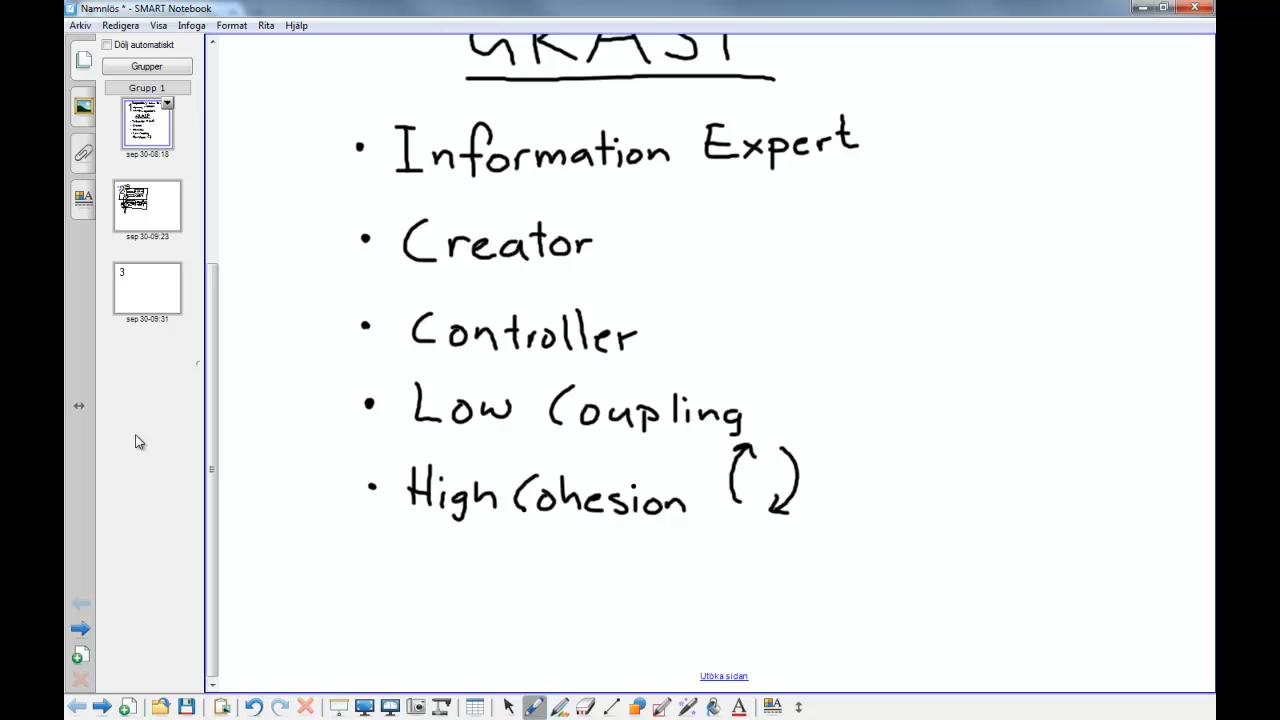 Namnlös * - SMART Notebook
Arkiv Redigera Visa Infoga Format Rita Hjälp
Dölj automatiskt
Grupper
Grupp 1
sep 30-08:18
sep 30-09:23
3
sep 30-09:31
GRASP
• Information Expert
• Creator
• Controller
• Low Coupling
• High Cohesion
Utöka sidan